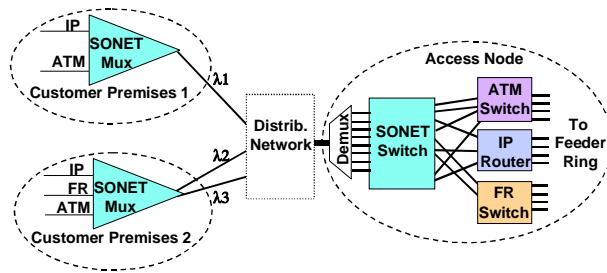 IP
SONET
Mux
ATM
Customer Premises 1
λ1
IP
FR
ATM
SONET
Mux
Customer Premises 2
λ2
λ3
Distrib.
Network
Access Node
Demux
SONET
Switch
ATM
Switch
IP
Router
FR
Switch
To
Feeder
Ring